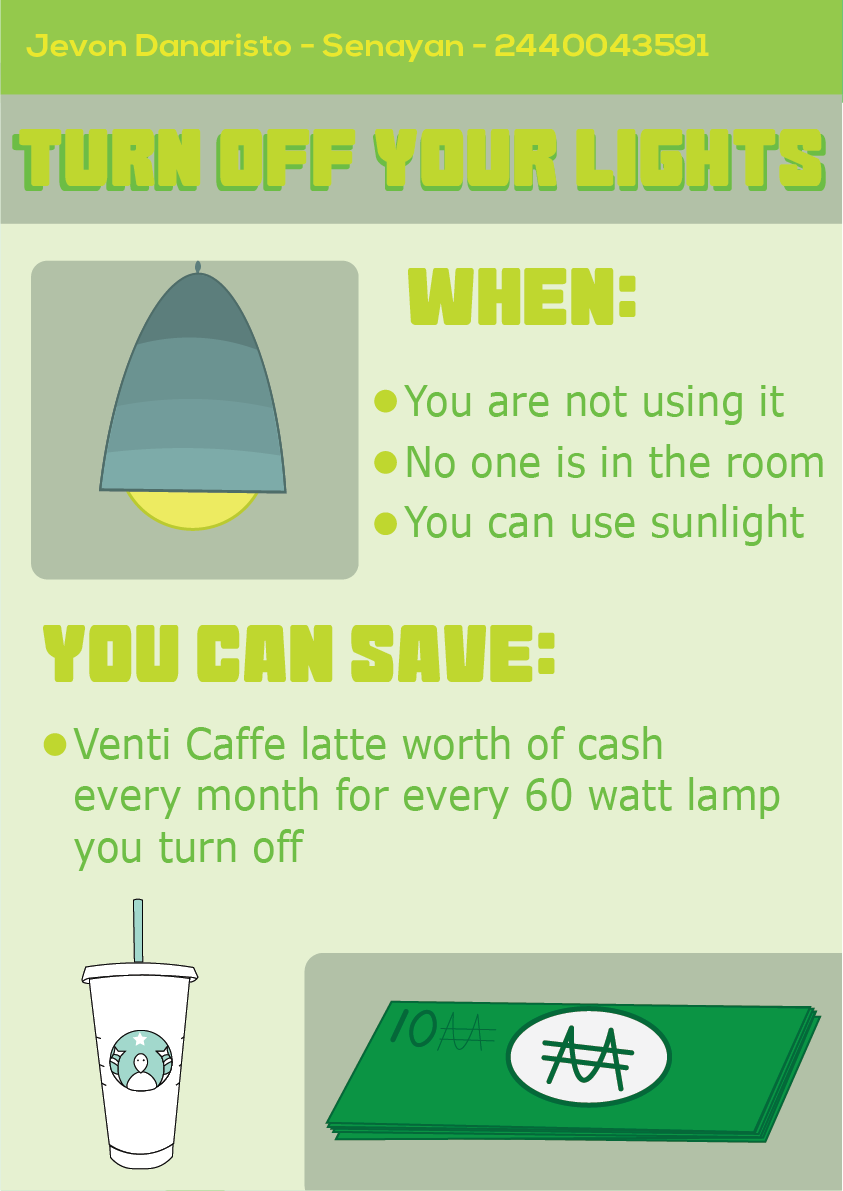 Jevon Danaristo - Senayan - 2440043591
TURN OFF YOUR LIGHTS
WHEN:
You are not using it
No one is in the room
You can use sunlight
YOU CAN SAVE:
Venti Caffe latte worth of cash
every month for every 60 watt lamp
you turn off
10